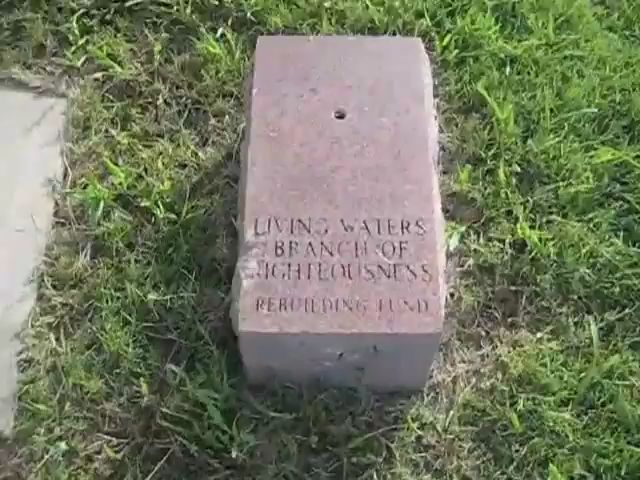 LIVING WATERS
BRANCH OF
RIGHTEOUSNESS
REBUILDING FUND